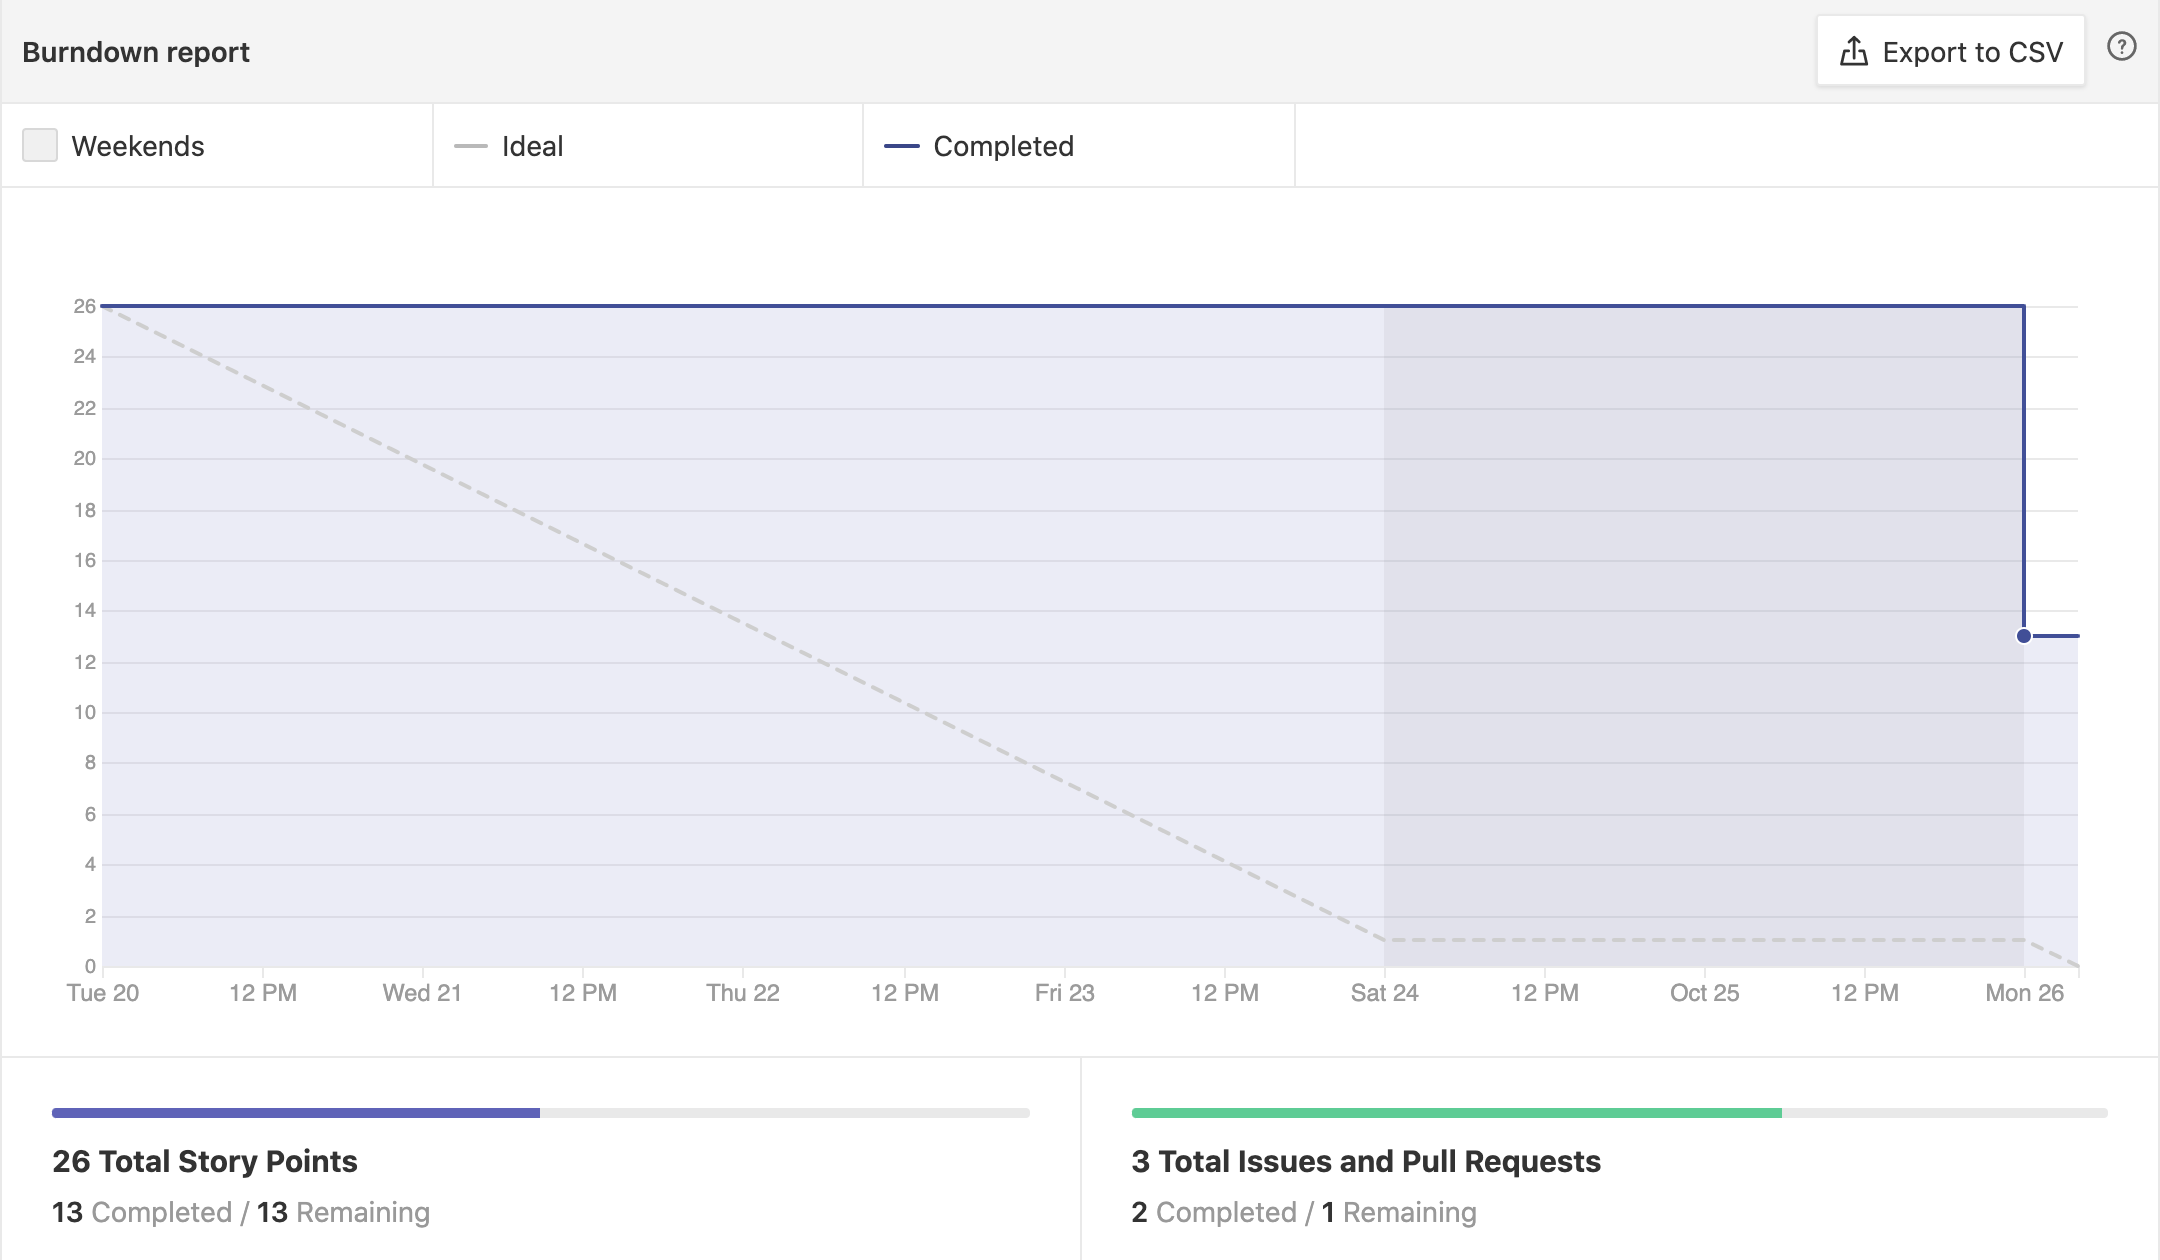 Burndown report
Export to CSV
?
Weekends
Ideal
Completed
26
24
22
20
18
16
14
12
10
8
6
4
2
0
Tue 20 12 PM Wed 21 12 PM Thu 22 12 PM Fri 23 12 PM Sat 24 12 PM Oct 25 12 PM Mon 26
26 Total Story Points
13 Completed / 13 Remaining
3 Total Issues and Pull Requests
2 Completed / 1 Remaining